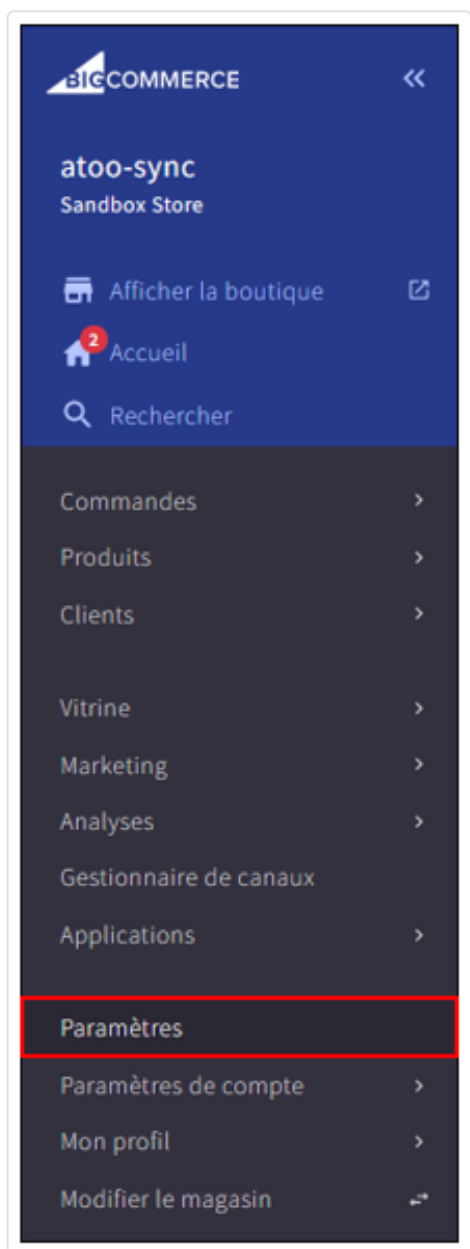 BIGCOMMERCE
atoo-sync
Sandbox Store
Afficher la boutique
2
Accueil
Rechercher
Commandes
Produits
Clients
Vitrine
Marketing
Analyses
Gestionnaire de canaux
Applications
Paramètres
Paramètres de compte
Mon profil
Modifier le magasin